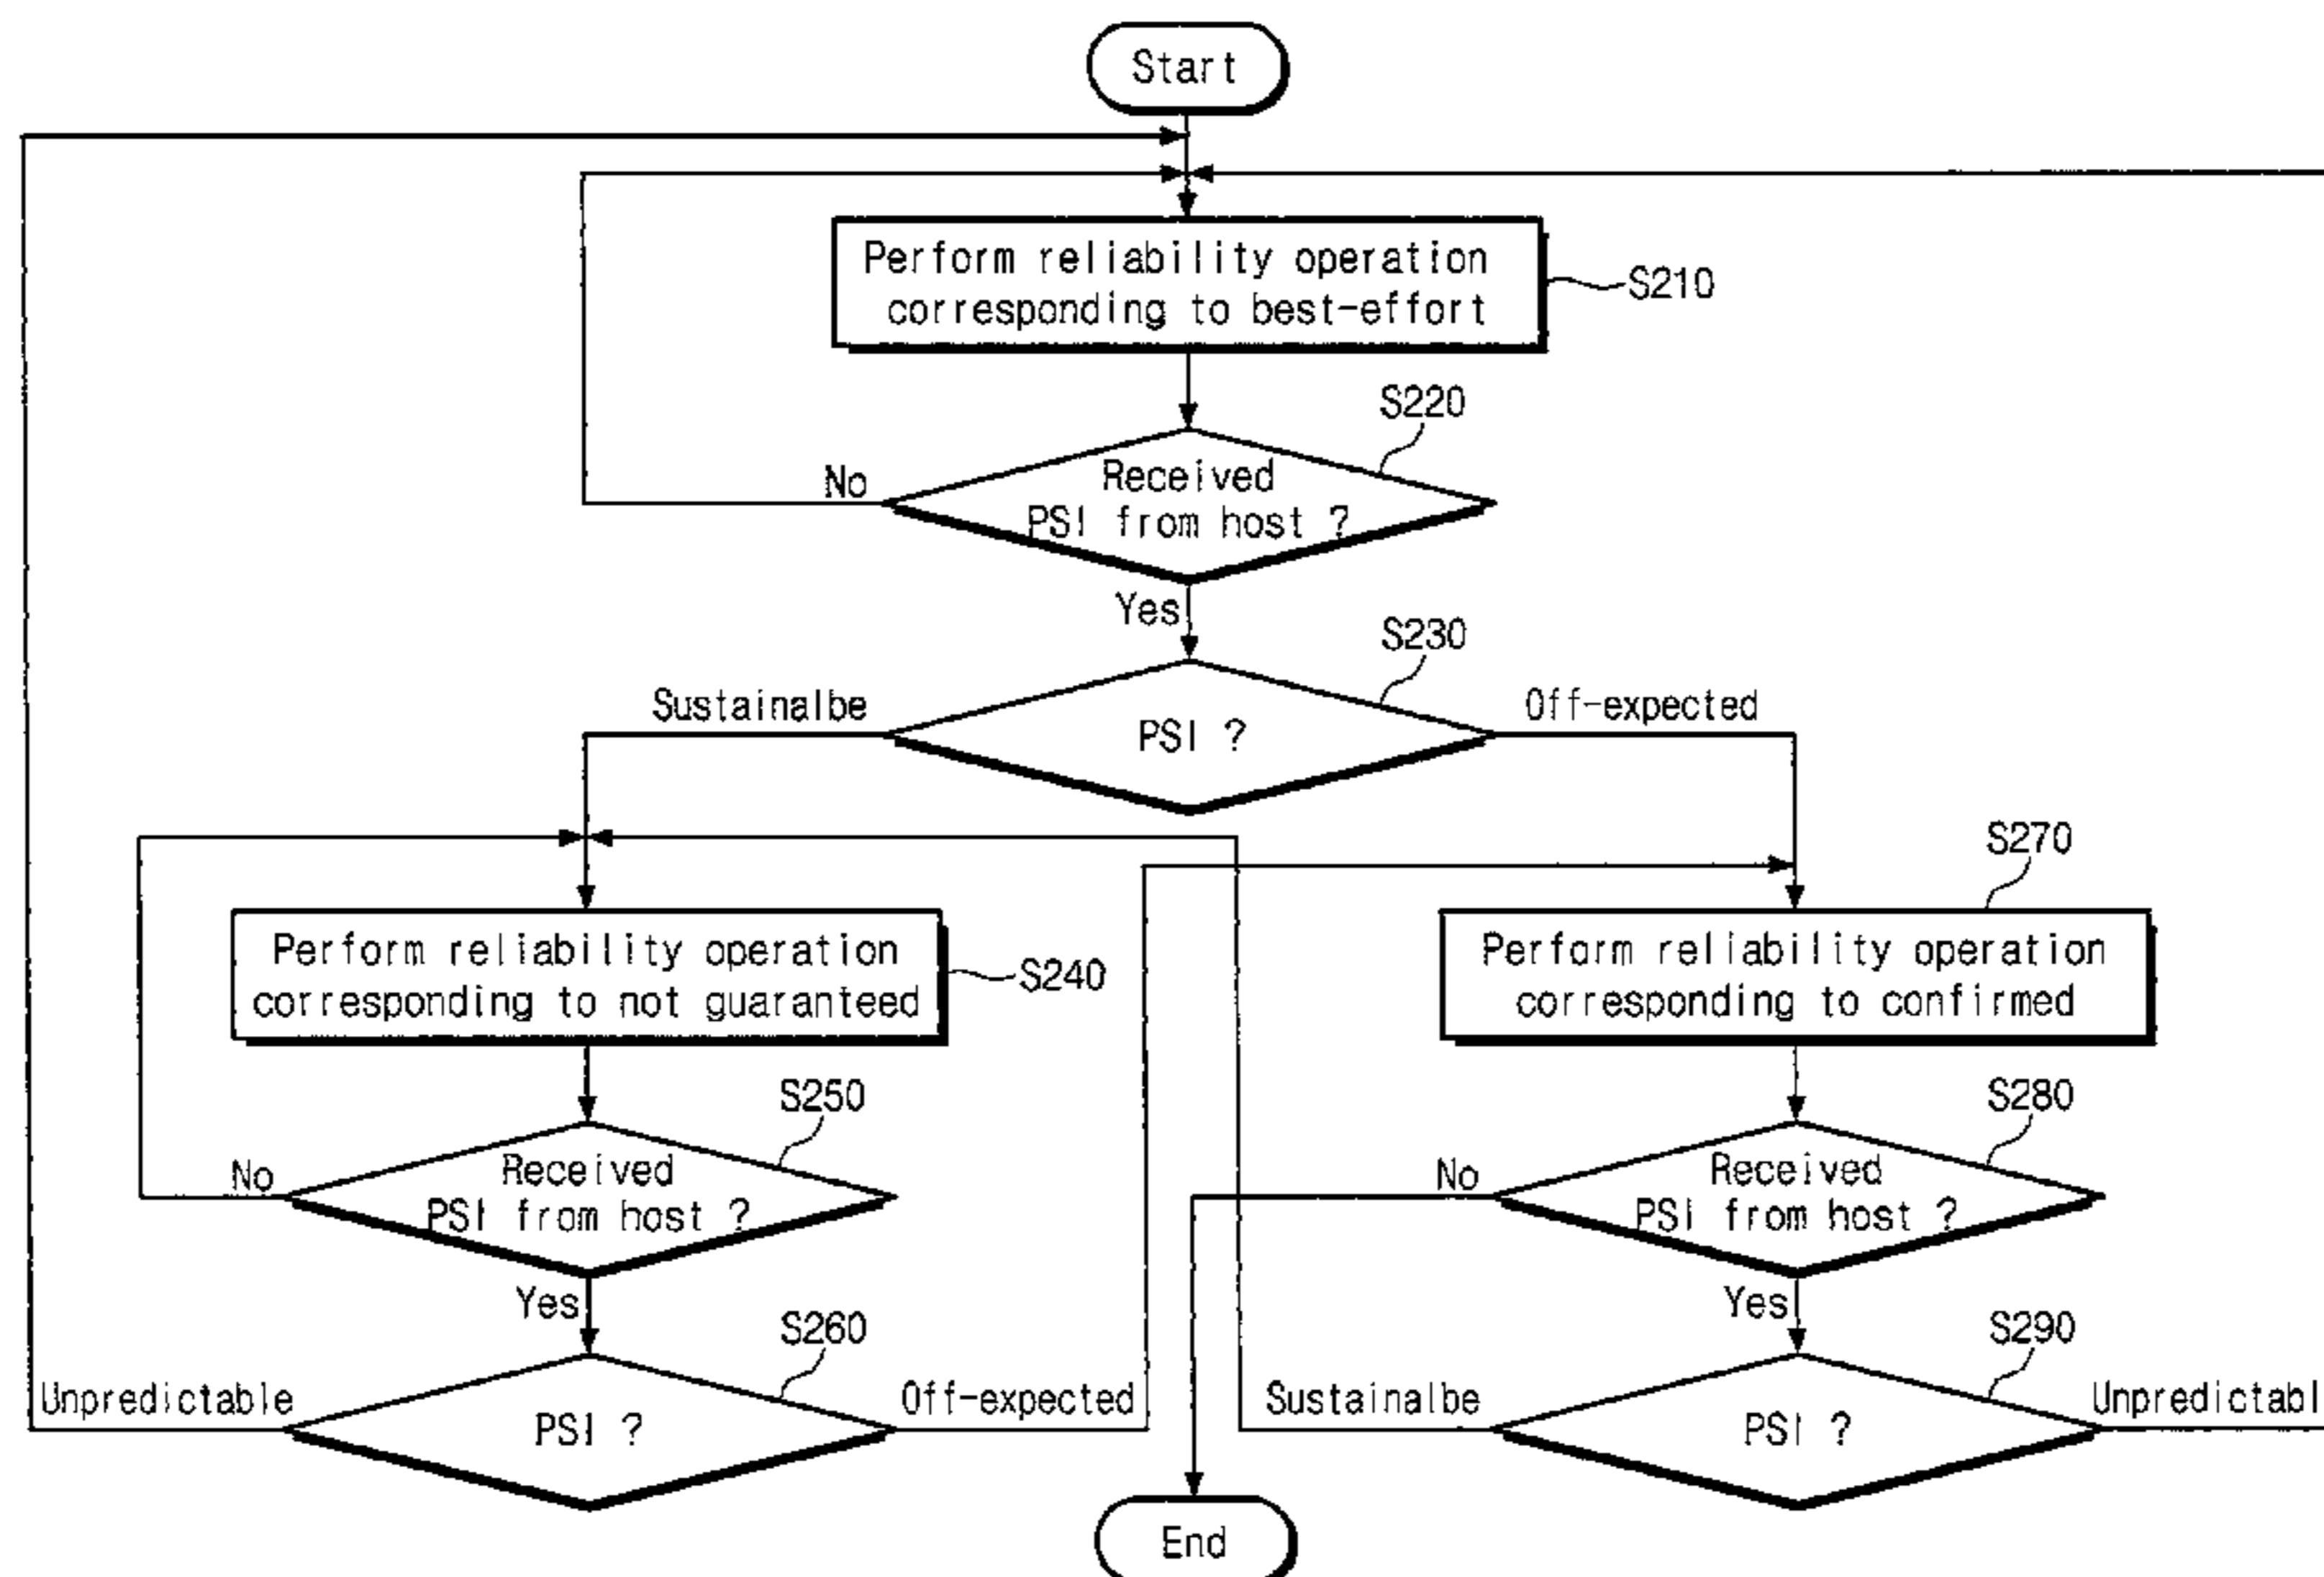 Start
Perform reliability operation
corresponding to best-effort
S210
S220
No
Received
PSI from host ?
Yes
S230
Sustainalbe
PSI ?
Off-expected
S270
Perform reliability operation
corresponding to not guaranteed
S240
Perform reliability operation
corresponding to confirmed
S250
No
Received
PSI from host ?
Yes
S280
No
Received
PSI from host ?
Yes
S260
Unpredictable
PSI ?
Off-expected
S290
Sustainalbe
PSI ?
Unpredictabl
End